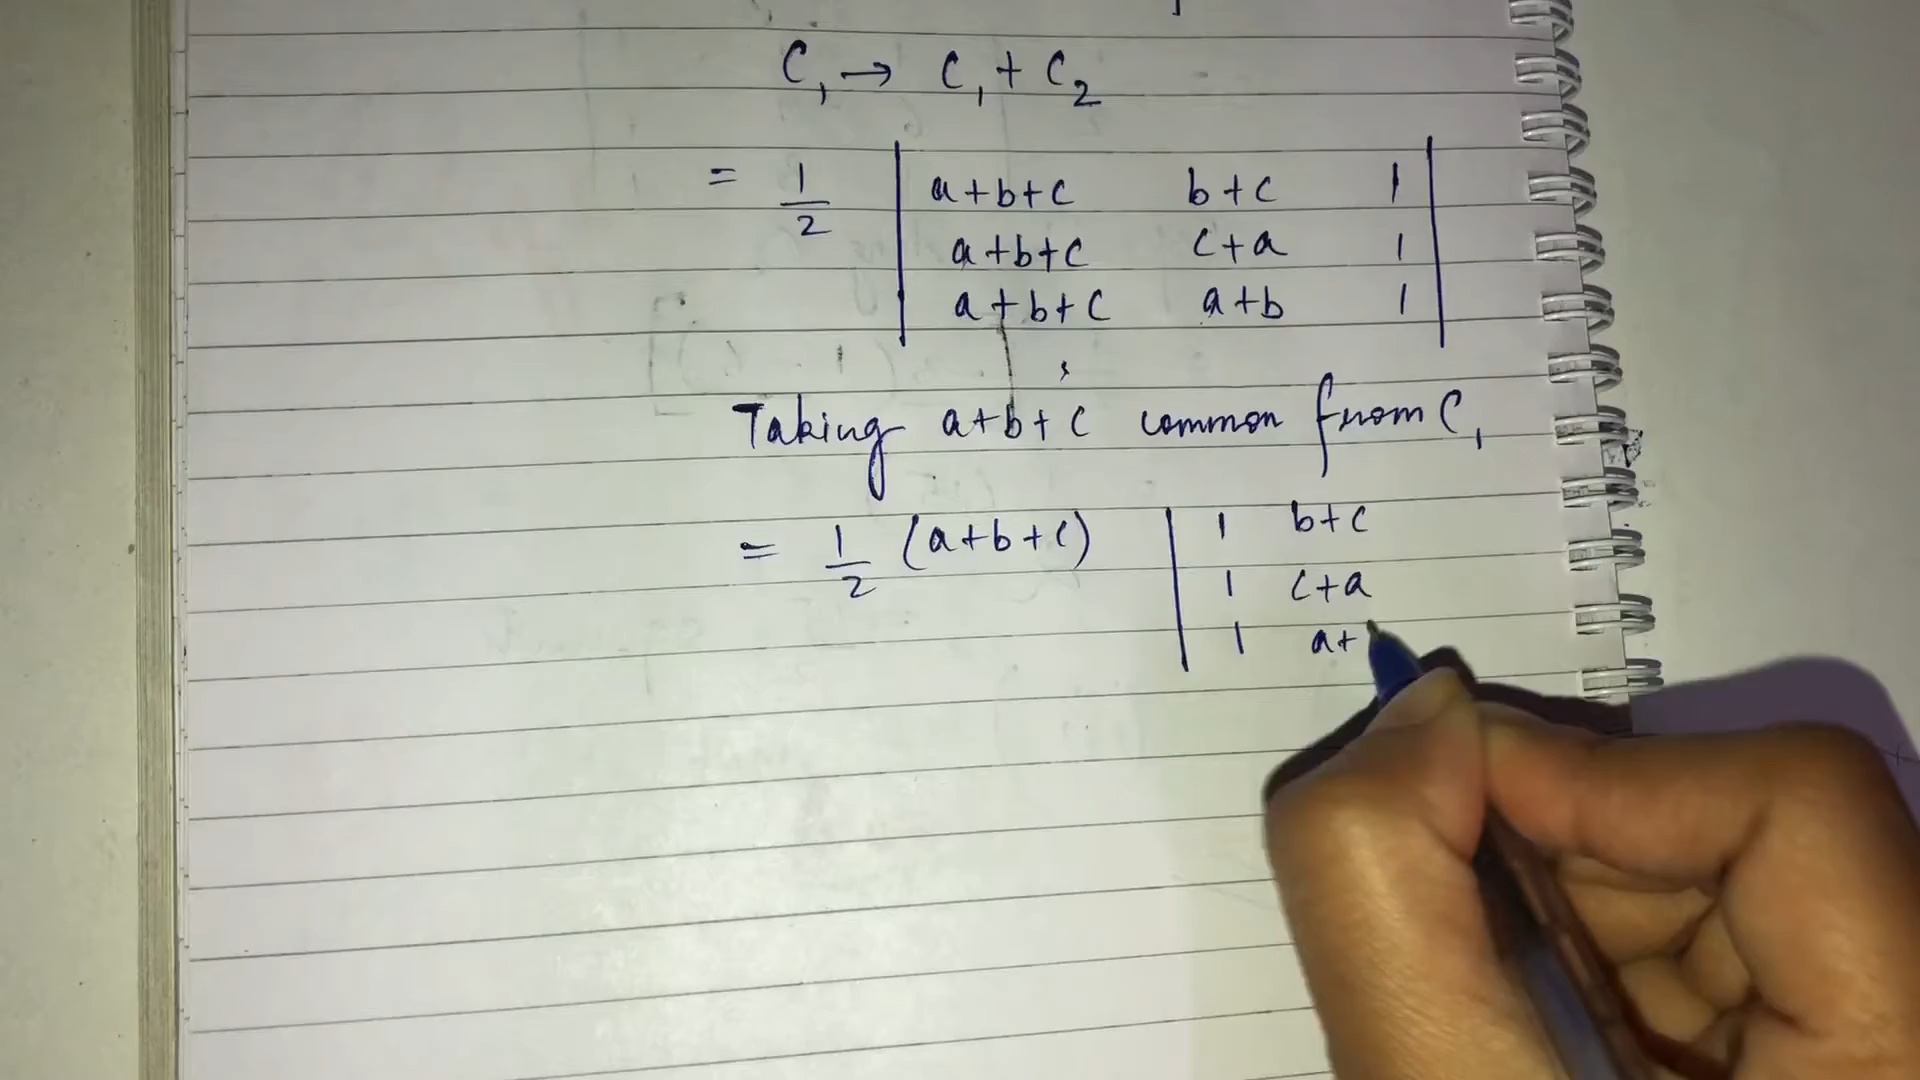 C₁ → C₁ + C₂
= 1/2 | a+b+c b+c 1 |
| a+b+c c+a 1 |
| a+b+c a+b 1 |
Taking a+b+c common from C₁
= 1/2 (a+b+c) | 1 b+c
| 1 c+a
| 1 a+